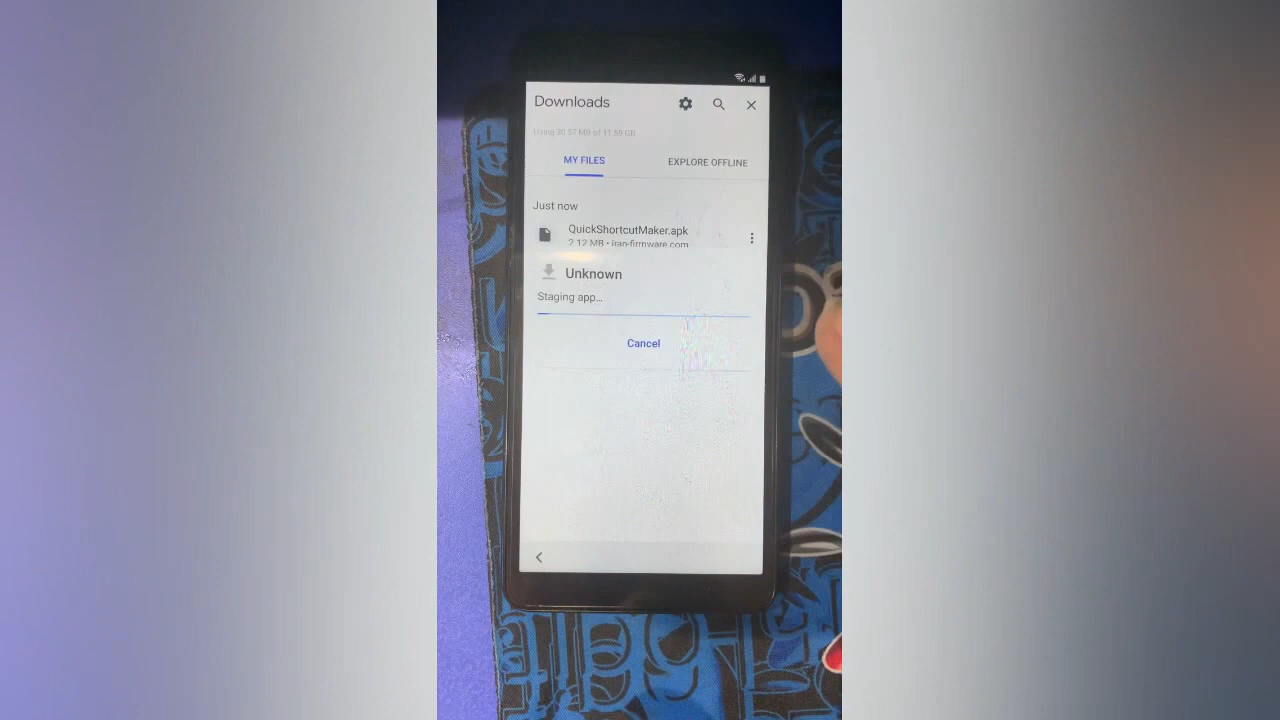 Downloads
Using 20.57 MB of 11.59 GB
MY FILES
EXPLORE OFFLINE
Just now
QuickShortcutMaker.apk
2.12 MB • iran-firmware.com
Unknown
Staging app...
Cancel